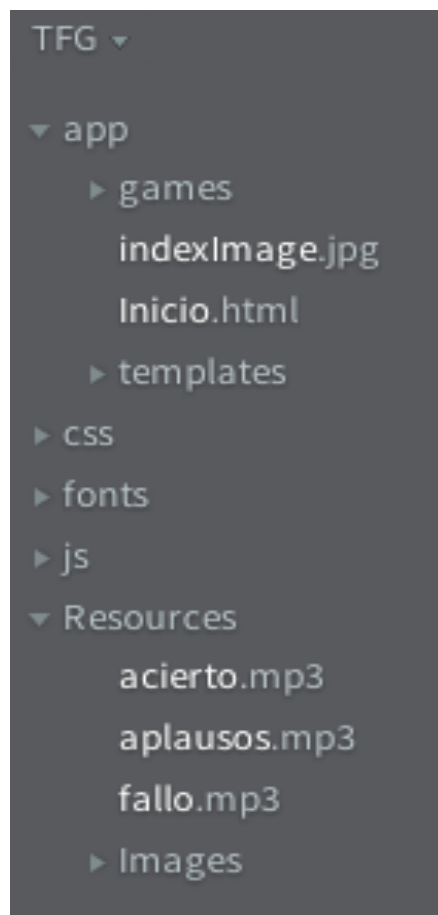 TFG
app
games
indexImage.jpg
Inicio.html
templates
css
fonts
js
Resources
acierto.mp3
aplausos.mp3
fallo.mp3
Images